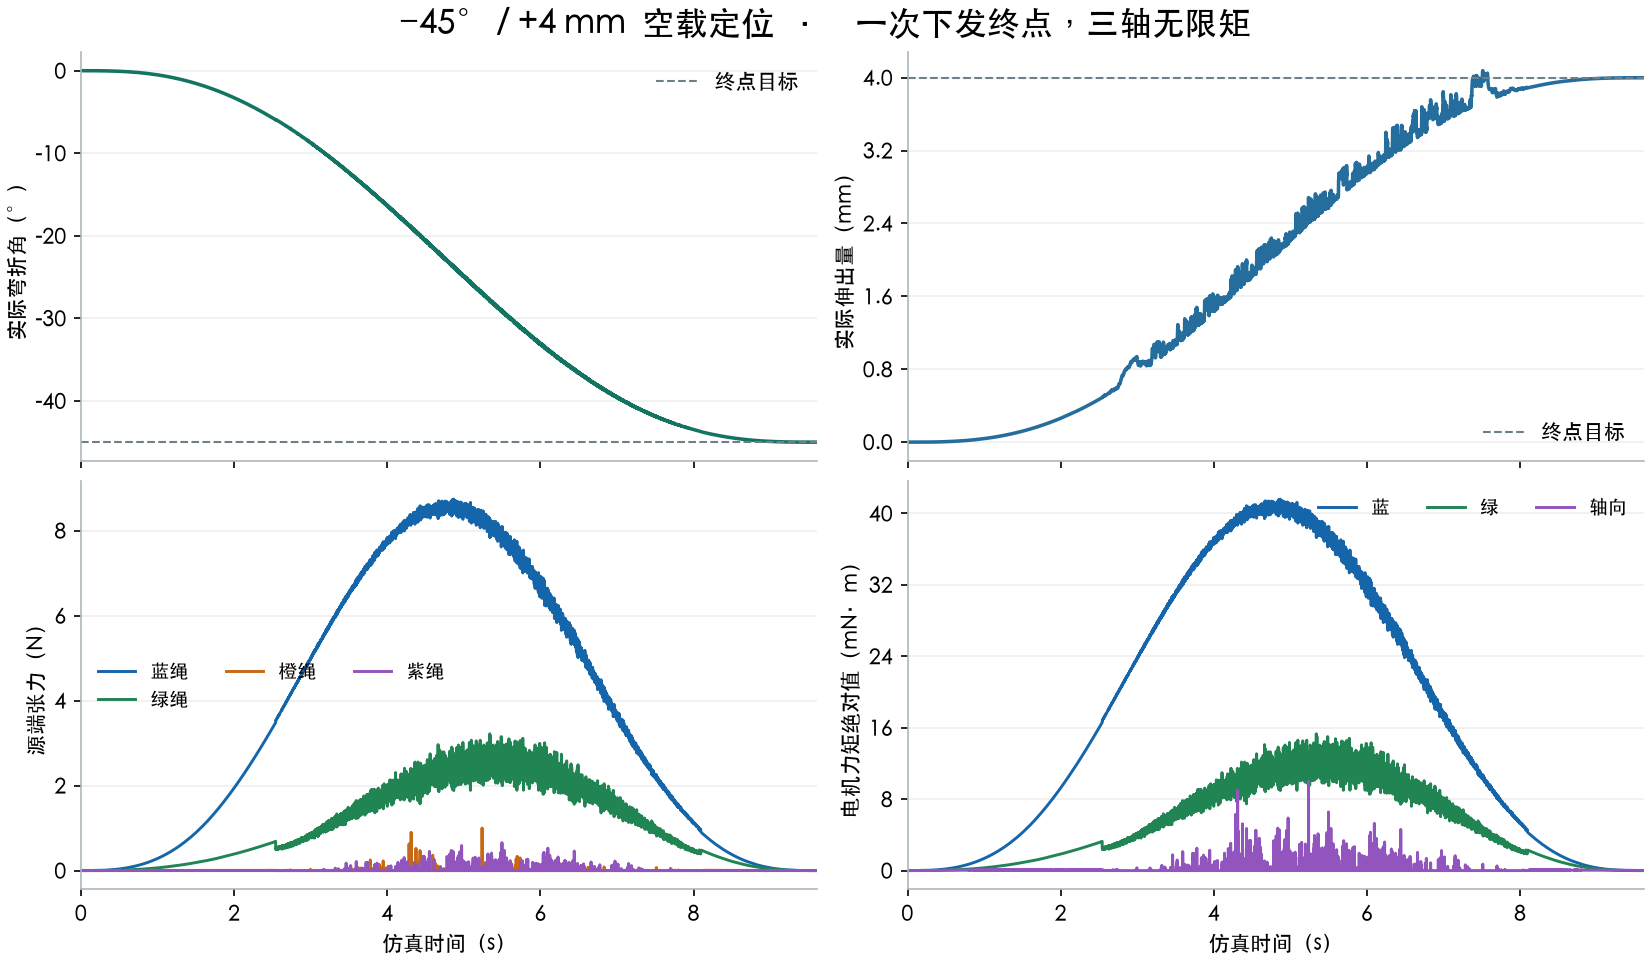 −45° / +4 mm 空载定位 · 一次下发终点，三轴无限矩
实际弯折角（°）
0
-10
-20
-30
-40
终点目标
实际伸出量（mm）
4.0
3.2
2.4
1.6
0.8
0.0
终点目标
源端张力（N）
8
6
4
2
0
蓝绳 橙绳 紫绳
绿绳
0 2 4 6 8
仿真时间（s）
电机力矩绝对值（mN·m）
40
32
24
16
8
0
蓝 绿 轴向
0 2 4 6 8
仿真时间（s）